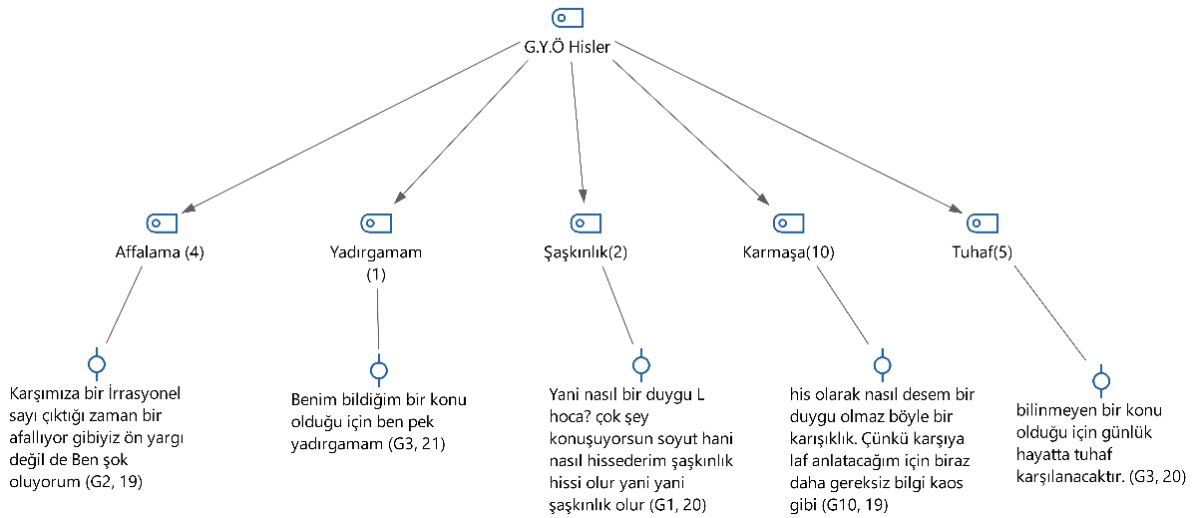 G.Y.Ö Hisler
Affalama (4)
Yadırgamam
(1)
Şaşkınlık(2)
Karmaşa(10)
Tuhaf(5)
Karşımıza bir İrrasyonel
sayı çıktığı zaman bir
afallıyor gibiyiz ön yargı
değil de Ben şok
oluyorum (G2, 19)
Benim bildiğim bir konu
olduğu için ben pek
yadırgamam (G3, 21)
Yani nasıl bir duygu L
hoca? çok şey
konuşuyorsun soyut hani
nasıl hissederim şaşkınlık
hissi olur yani yani
şaşkınlık olur (G1, 20)
his olarak nasıl desem bir
duygu olmaz böyle bir
karışıklık. Çünkü karşıya
laf anlatacağım için biraz
daha gereksiz bilgi kaos
gibi (G10, 19)
bilinmeyen bir konu
olduğu için günlük
hayatta tuhaf
karşılanacaktır. (G3, 20)